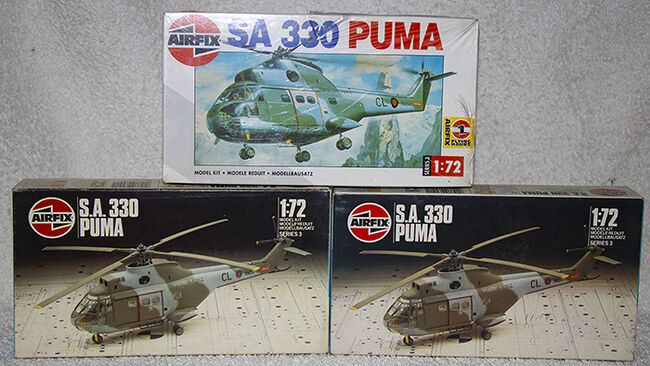 AIRFIX
SA 330 PUMA
CL
AIRFIX
1
MODEL KIT • MODELE REDUIT • MODELLBAUSATZ
SERIES 3
1:72
AIRFIX
S.A. 330
PUMA
1:72
MODEL KIT
MODELE REDUIT
MODELLBAUSATZ
SERIES 3
CL
AIRFIX
S.A. 330
PUMA
1:72
MODEL KIT
MODELE REDUIT
MODELLBAUSATZ
SERIES 3
CL